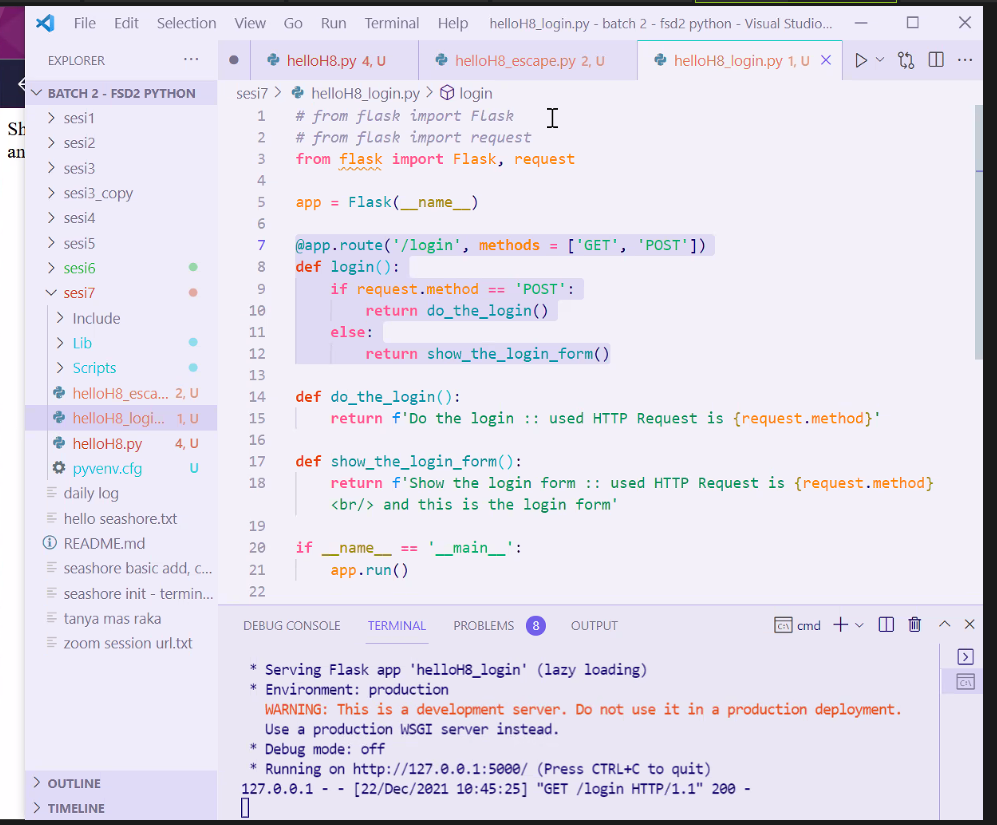 File Edit Selection View Go Run Terminal Help helloH8_login.py - batch 2 - fsd2 python - Visual Studio...
EXPLORER ...
helloH8.py 4, U
helloH8_escape.py 2, U
helloH8_login.py 1, U
Sh
an
BATCH 2 - FSD2 PYTHON
sesi1
sesi2
sesi3
sesi3_copy
sesi4
sesi5
sesi6
sesi7
Include
Lib
Scripts
helloH8_esca... 2, U
helloH8_logi... 1, U
helloH8.py 4, U
pyvenv.cfg U
daily log
hello seashore.txt
README.md
seashore basic add, c...
seashore init - termin...
tanya mas raka
zoom session url.txt
OUTLINE
TIMELINE
sesi7 > helloH8_login.py > login
1 # from flask import Flask
2 # from flask import request
3 from flask import Flask, request
4
5 app = Flask(__name__)
6
7 @app.route('/login', methods = ['GET', 'POST'])
8 def login():
9 if request.method == 'POST':
10 return do_the_login()
11 else:
12 return show_the_login_form()
13
14 def do_the_login():
15 return f'Do the login :: used HTTP Request is {request.method}'
16
17 def show_the_login_form():
18 return f'Show the login form :: used HTTP Request is {request.method}
<br/> and this is the login form'
19
20 if __name__ == '__main__':
21 app.run()
22
DEBUG CONSOLE TERMINAL PROBLEMS 8 OUTPUT cmd
* Serving Flask app 'helloH8_login' (lazy loading)
* Environment: production
WARNING: This is a development server. Do not use it in a production deployment.
Use a production WSGI server instead.
* Debug mode: off
* Running on http://127.0.0.1:5000/ (Press CTRL+C to quit)
127.0.0.1 - - [22/Dec/2021 10:45:25] "GET /login HTTP/1.1" 200 -